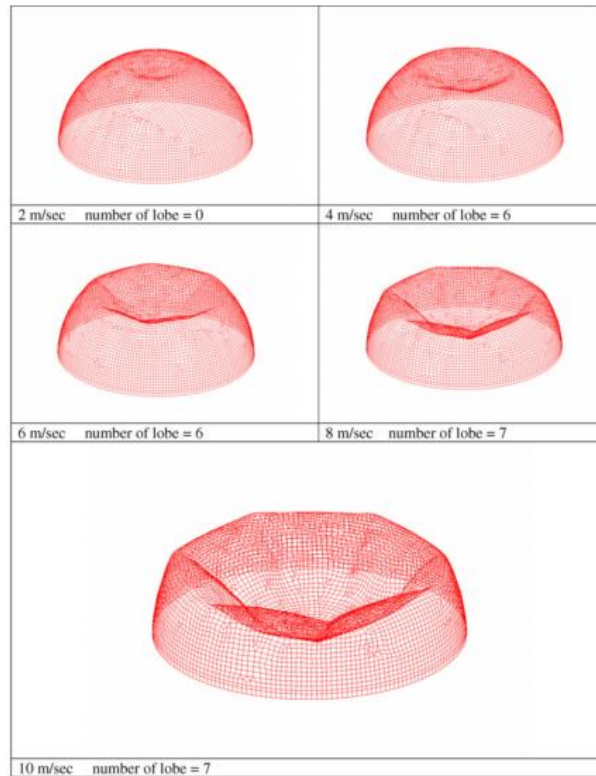 2 m/sec number of lobe = 0
4 m/sec number of lobe = 6
6 m/sec number of lobe = 6
8 m/sec number of lobe = 7
10 m/sec number of lobe = 7